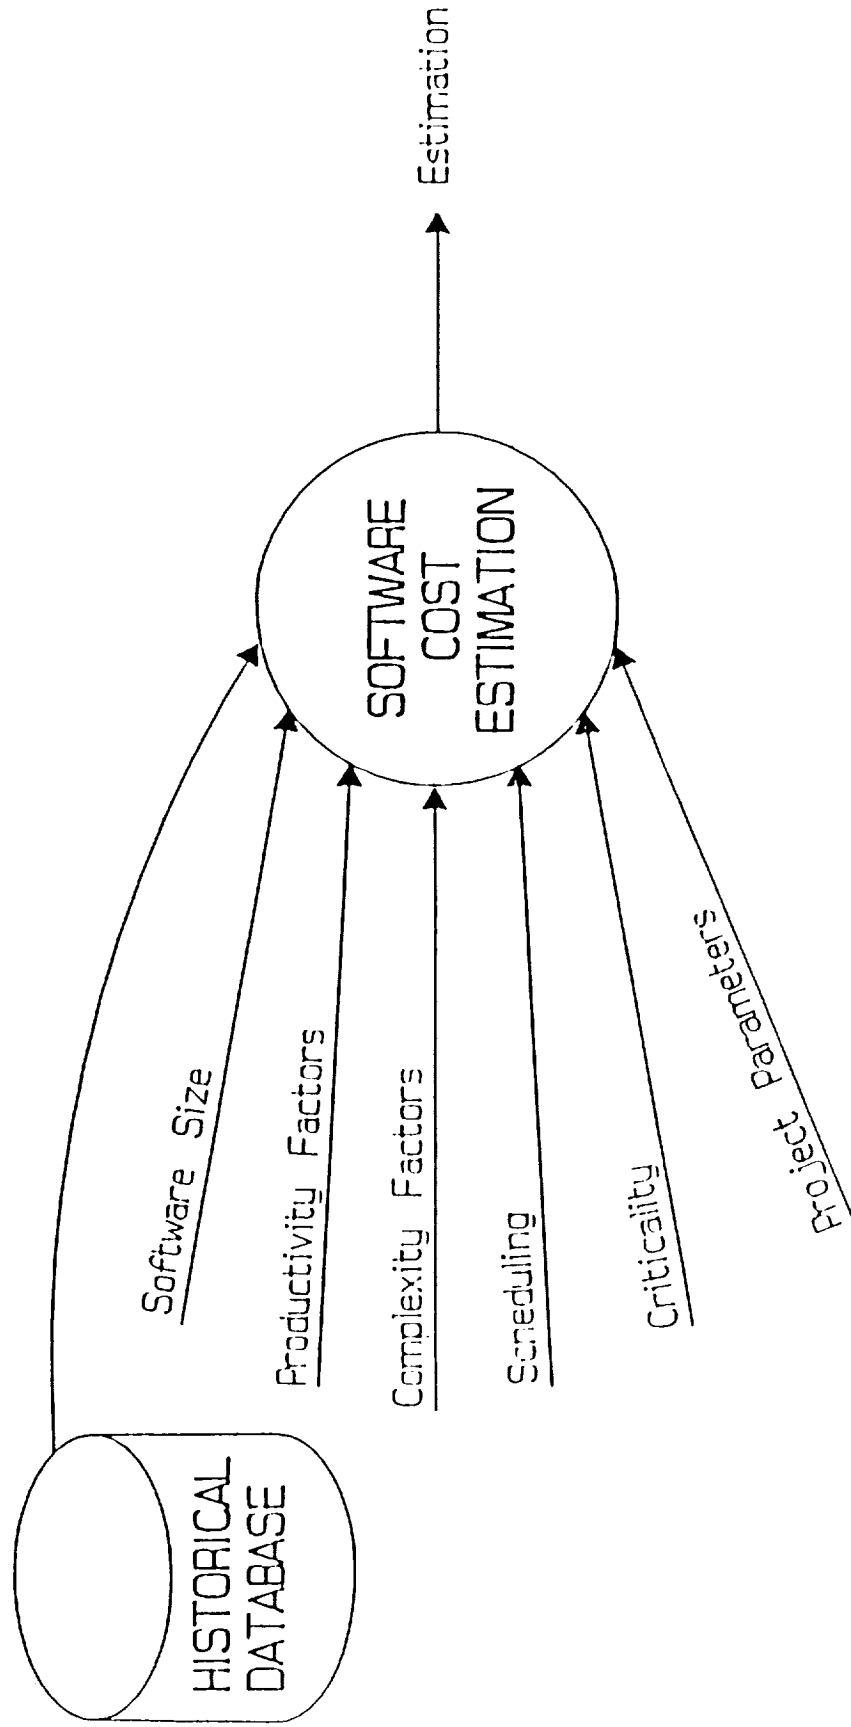 HISTORICAL
DATABASE
Software Size
Productivity Factors
Complexity Factors
Scheduling
Criticality
Project Parameters
SOFTWARE
COST
ESTIMATION
Estimation